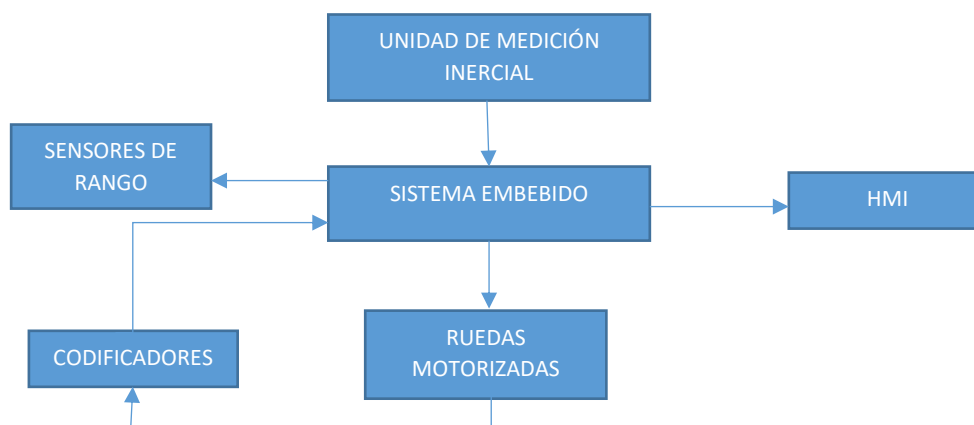 UNIDAD DE MEDICIÓN
INERCIAL
SENSORES DE
RANGO
SISTEMA EMBEBIDO
HMI
RUEDAS
MOTORIZADAS
CODIFICADORES